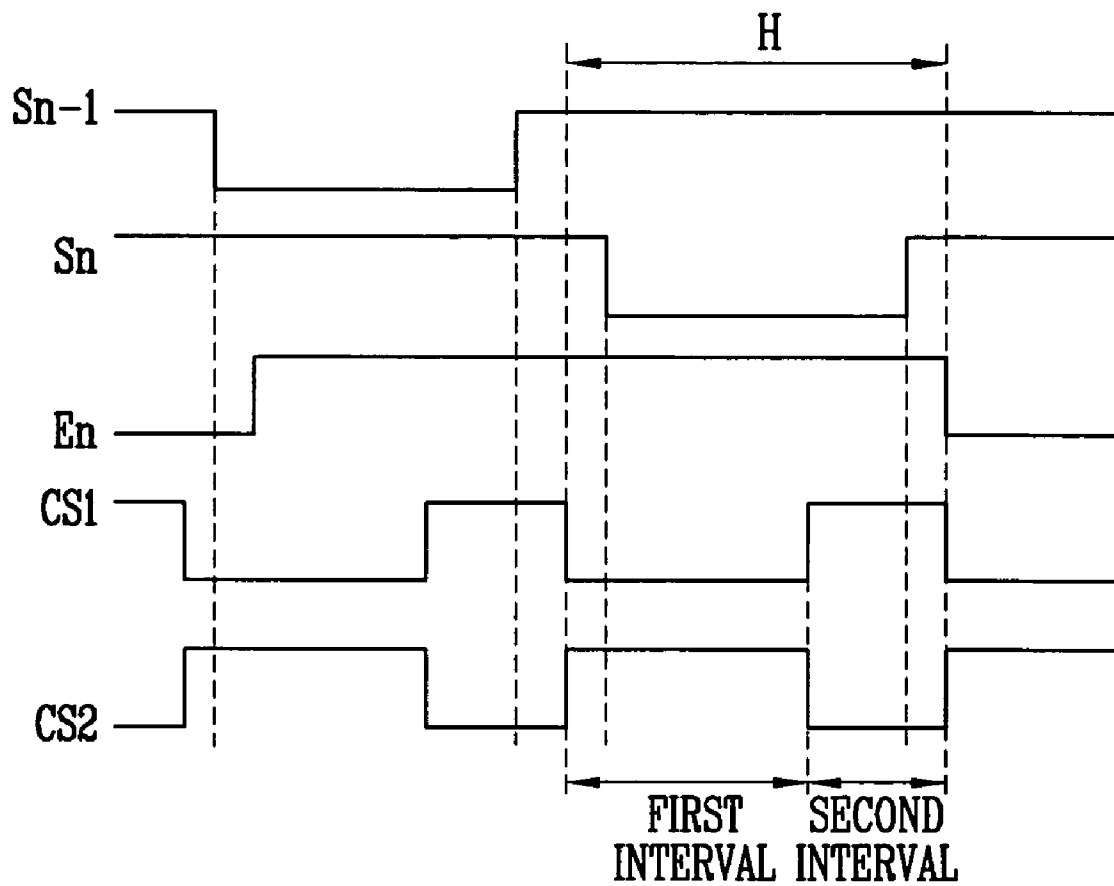 H
Sn-1
Sn
En
CS1
CS2
FIRST INTERVAL
SECOND INTERVAL